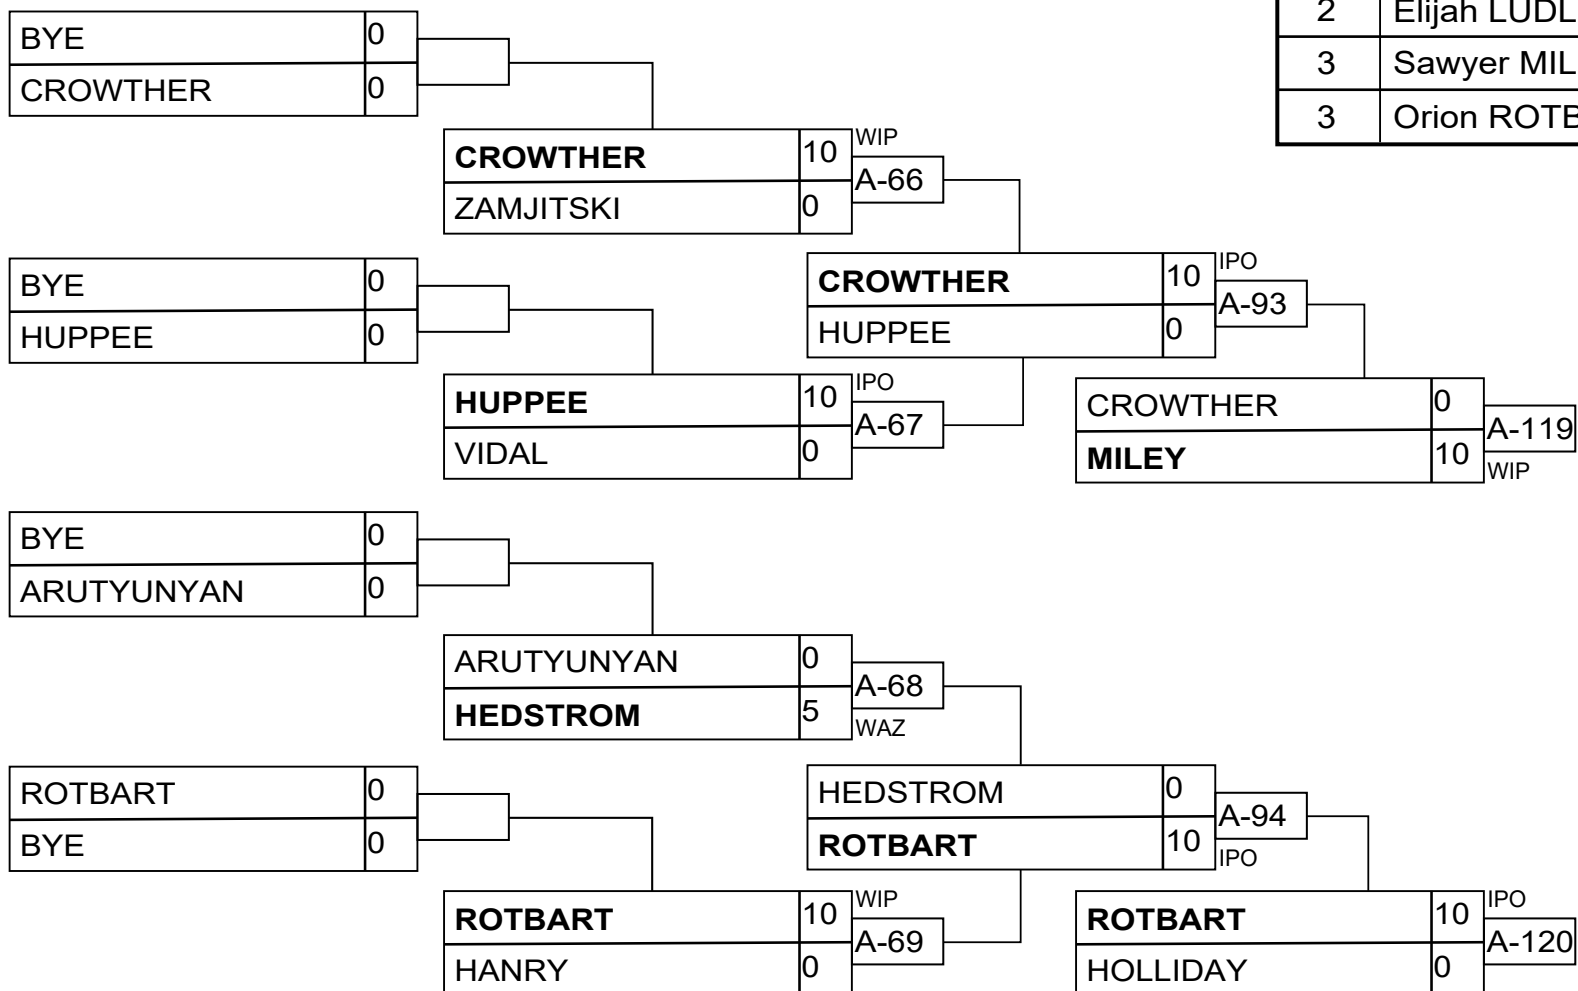 2 Elijah LUDL
3 Sawyer MIL
3 Orion ROTB
BYE 0
CROWTHER 0
CROWTHER 10 WIP
A-66
ZAMJITSKI 0
BYE 0
HUPPEE 0
CROWTHER 10 IPO
A-93
HUPPEE 0
HUPPEE 10 IPO
A-67
VIDAL 0
CROWTHER 0
A-119
MILEY 10 WIP
BYE 0
ARUTYUNYAN 0
ARUTYUNYAN 0
A-68
HEDSTROM 5 WAZ
ROTBART 0
BYE 0
HEDSTROM 0
A-94
ROTBART 10 IPO
ROTBART 10 WIP
A-69
HANRY 0
ROTBART 10 IPO
A-120
HOLLIDAY 0